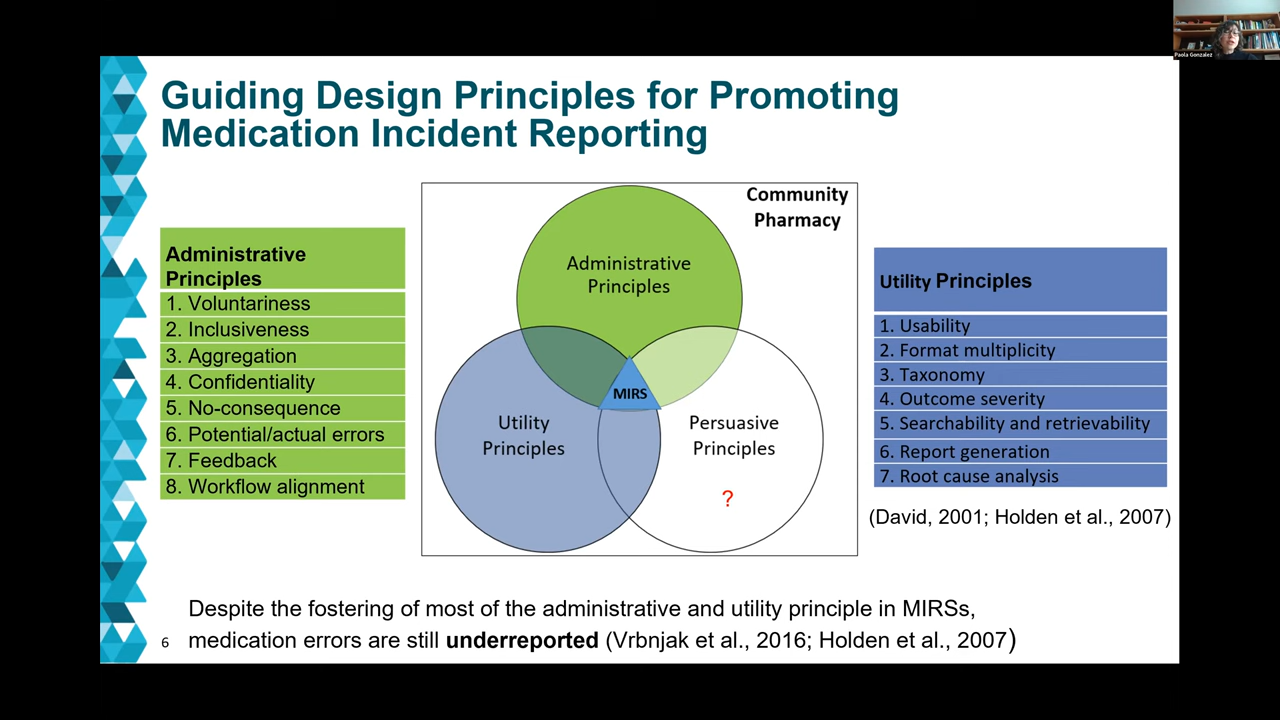 Paola Gonzalez
Guiding Design Principles for Promoting
Medication Incident Reporting
Administrative
Principles
1. Voluntariness
2. Inclusiveness
3. Aggregation
4. Confidentiality
5. No-consequence
6. Potential/actual errors
7. Feedback
8. Workflow alignment
Community
Pharmacy
Administrative
Principles
MIRS
Utility
Principles
Persuasive
Principles
?
Utility Principles
1. Usability
2. Format multiplicity
3. Taxonomy
4. Outcome severity
5. Searchability and retrievability
6. Report generation
7. Root cause analysis
(David, 2001; Holden et al., 2007)
Despite the fostering of most of the administrative and utility principle in MIRSs,
medication errors are still underreported (Vrbnjak et al., 2016; Holden et al., 2007)
6